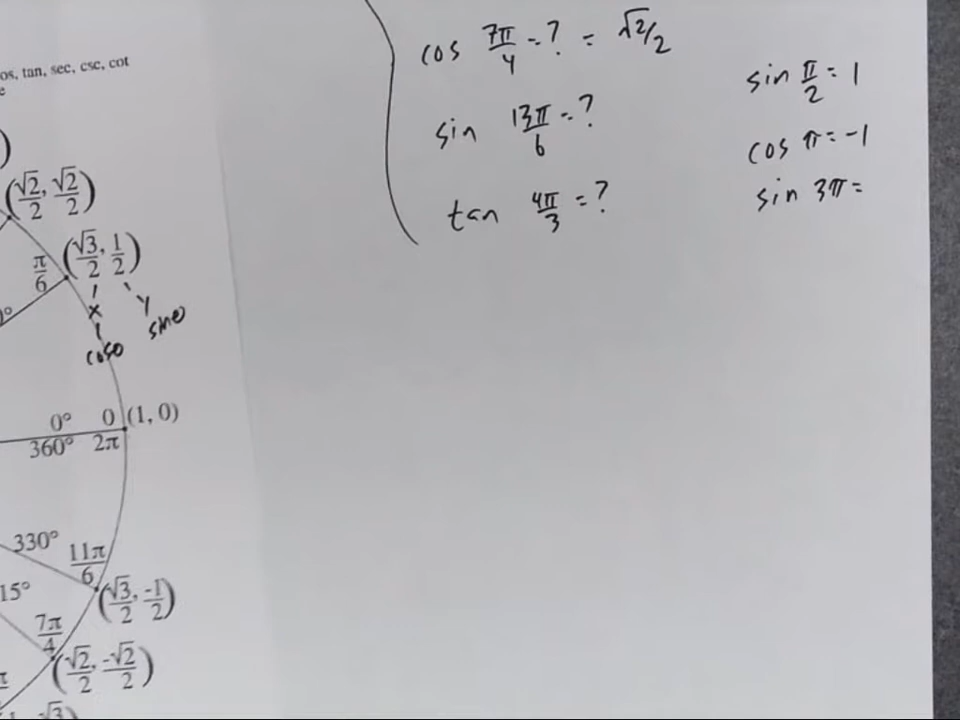 os, tan, sec, csc, cot
e
)
(√2/2, √2/2)
π/6 (√3/2, 1/2)
x y
cosθ sinθ
0° 0 (1, 0)
360° 2π
330° 11π/6
(√3/2, -1/2)
15°
7π/4
(√2/2, -√2/2)
cos 7π/4 = ? = √2/2
sin 13π/6 = ?
tan 4π/3 = ?
sin π/2 = 1
cos π = -1
sin 3π =